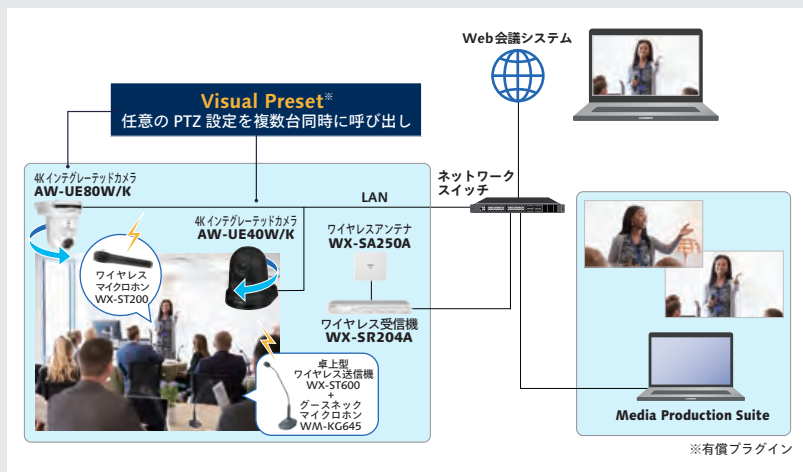 Web会議システム
Visual Preset※
任意の PTZ 設定を複数台同時に呼び出し
4Kインテグレーテッドカメラ
AW-UE80W/K
ネットワーク
スイッチ
LAN
4Kインテグレーテッドカメラ
AW-UE40W/K
ワイヤレスアンテナ
WX-SA250A
ワイヤレス
マイクロホン
WX-ST200
ワイヤレス受信機
WX-SR204A
卓上型
ワイヤレス送信機
WX-ST600
+
グースネック
マイクロホン
WM-KG645
Media Production Suite
※有償プラグイン